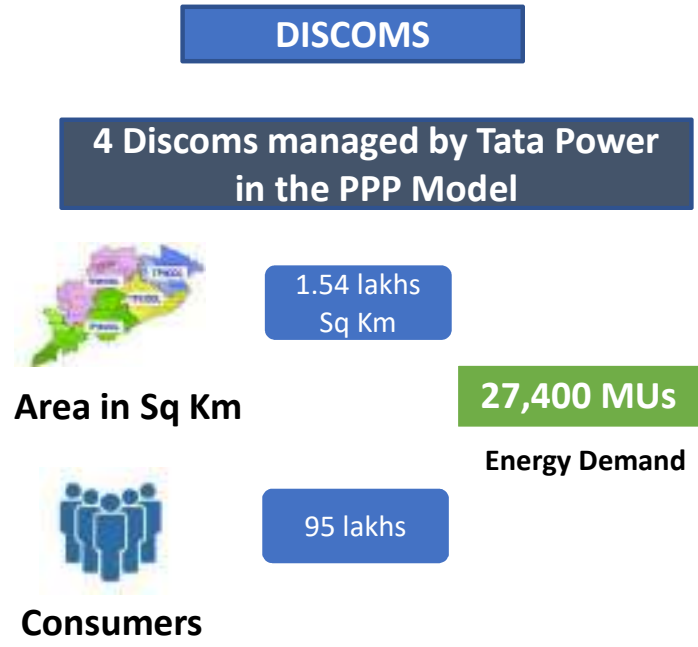 DISCOMS
4 Discoms managed by Tata Power
in the PPP Model
1.54 lakhs
Sq Km
Area in Sq Km
27,400 MUs
Energy Demand
95 lakhs
Consumers